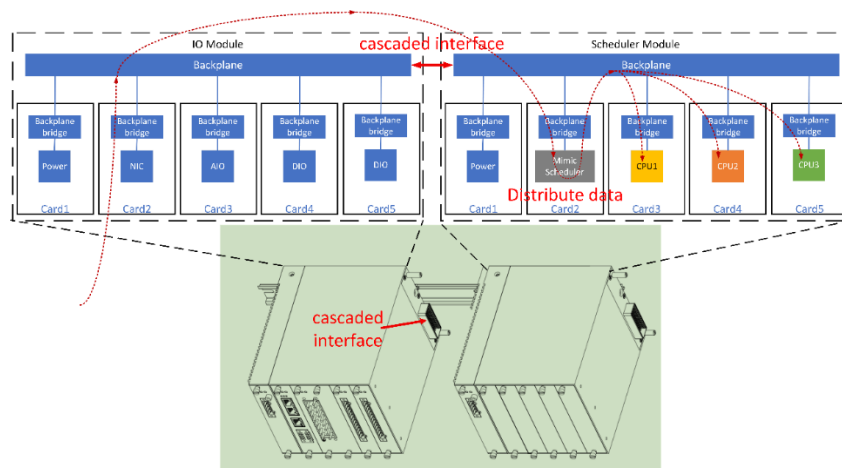 IO Module
cascaded interface
Scheduler Module
Backplane
Backplane
Backplane
bridge
Backplane
bridge
Backplane
bridge
Backplane
bridge
Backplane
bridge
Backplane
bridge
Backplane
bridge
Backplane
bridge
Backplane
bridge
Backplane
bridge
Power
NIC
AIO
DIO
DIO
Power
Mimic
Scheduler
CPU1
CPU2
CPU3
Distribute data
Card1
Card2
Card3
Card4
Card5
Card1
Card2
Card3
Card4
Card5
cascaded
interface